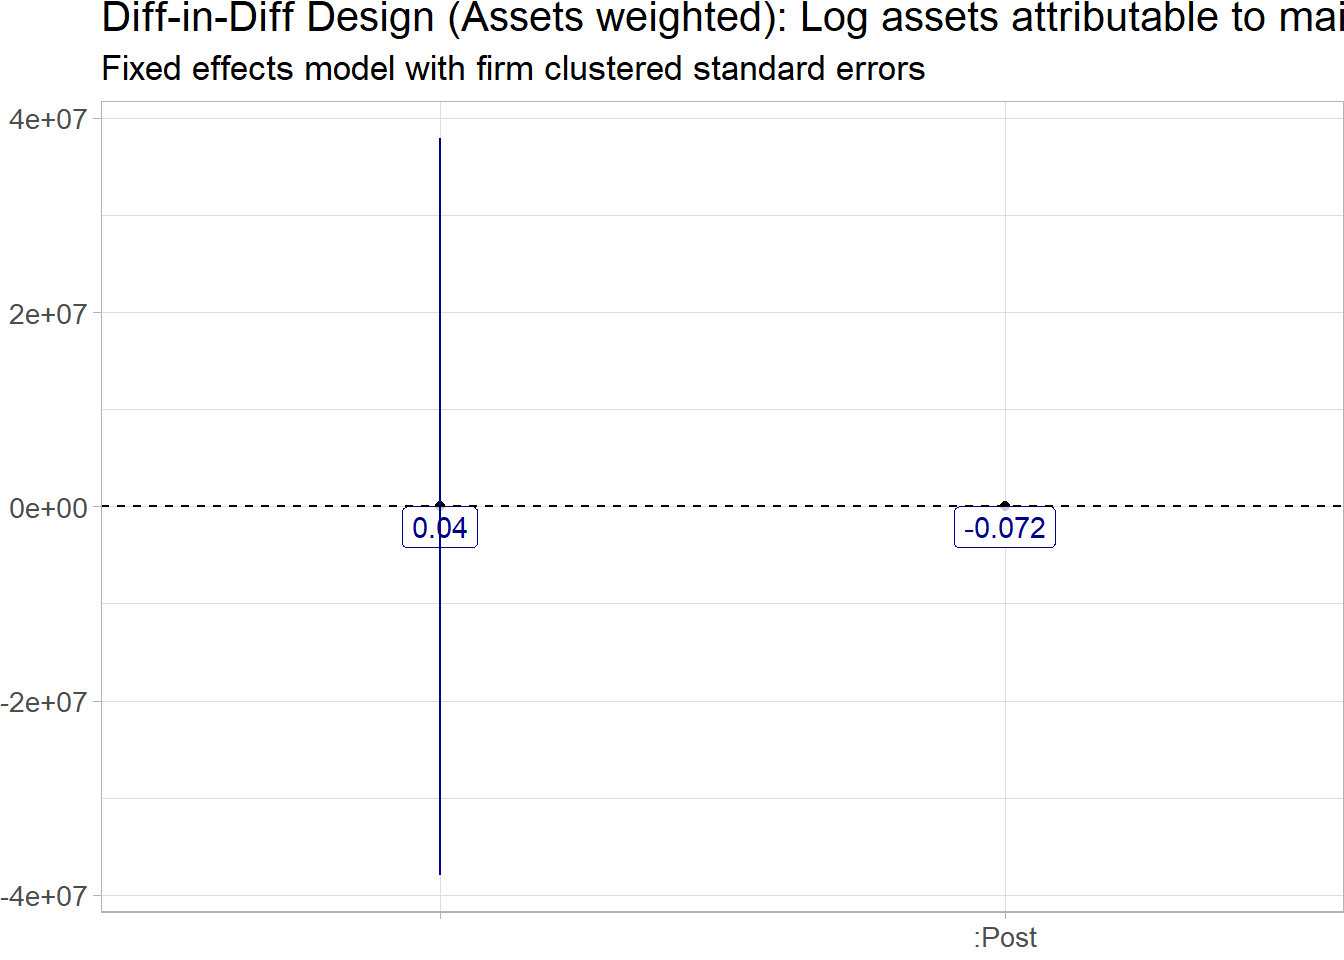 Diff-in-Diff Design (Assets weighted): Log assets attributable to mai
Fixed effects model with firm clustered standard errors
4e+07
2e+07
0e+00
-2e+07
-4e+07
0.04
-0.072
:Post